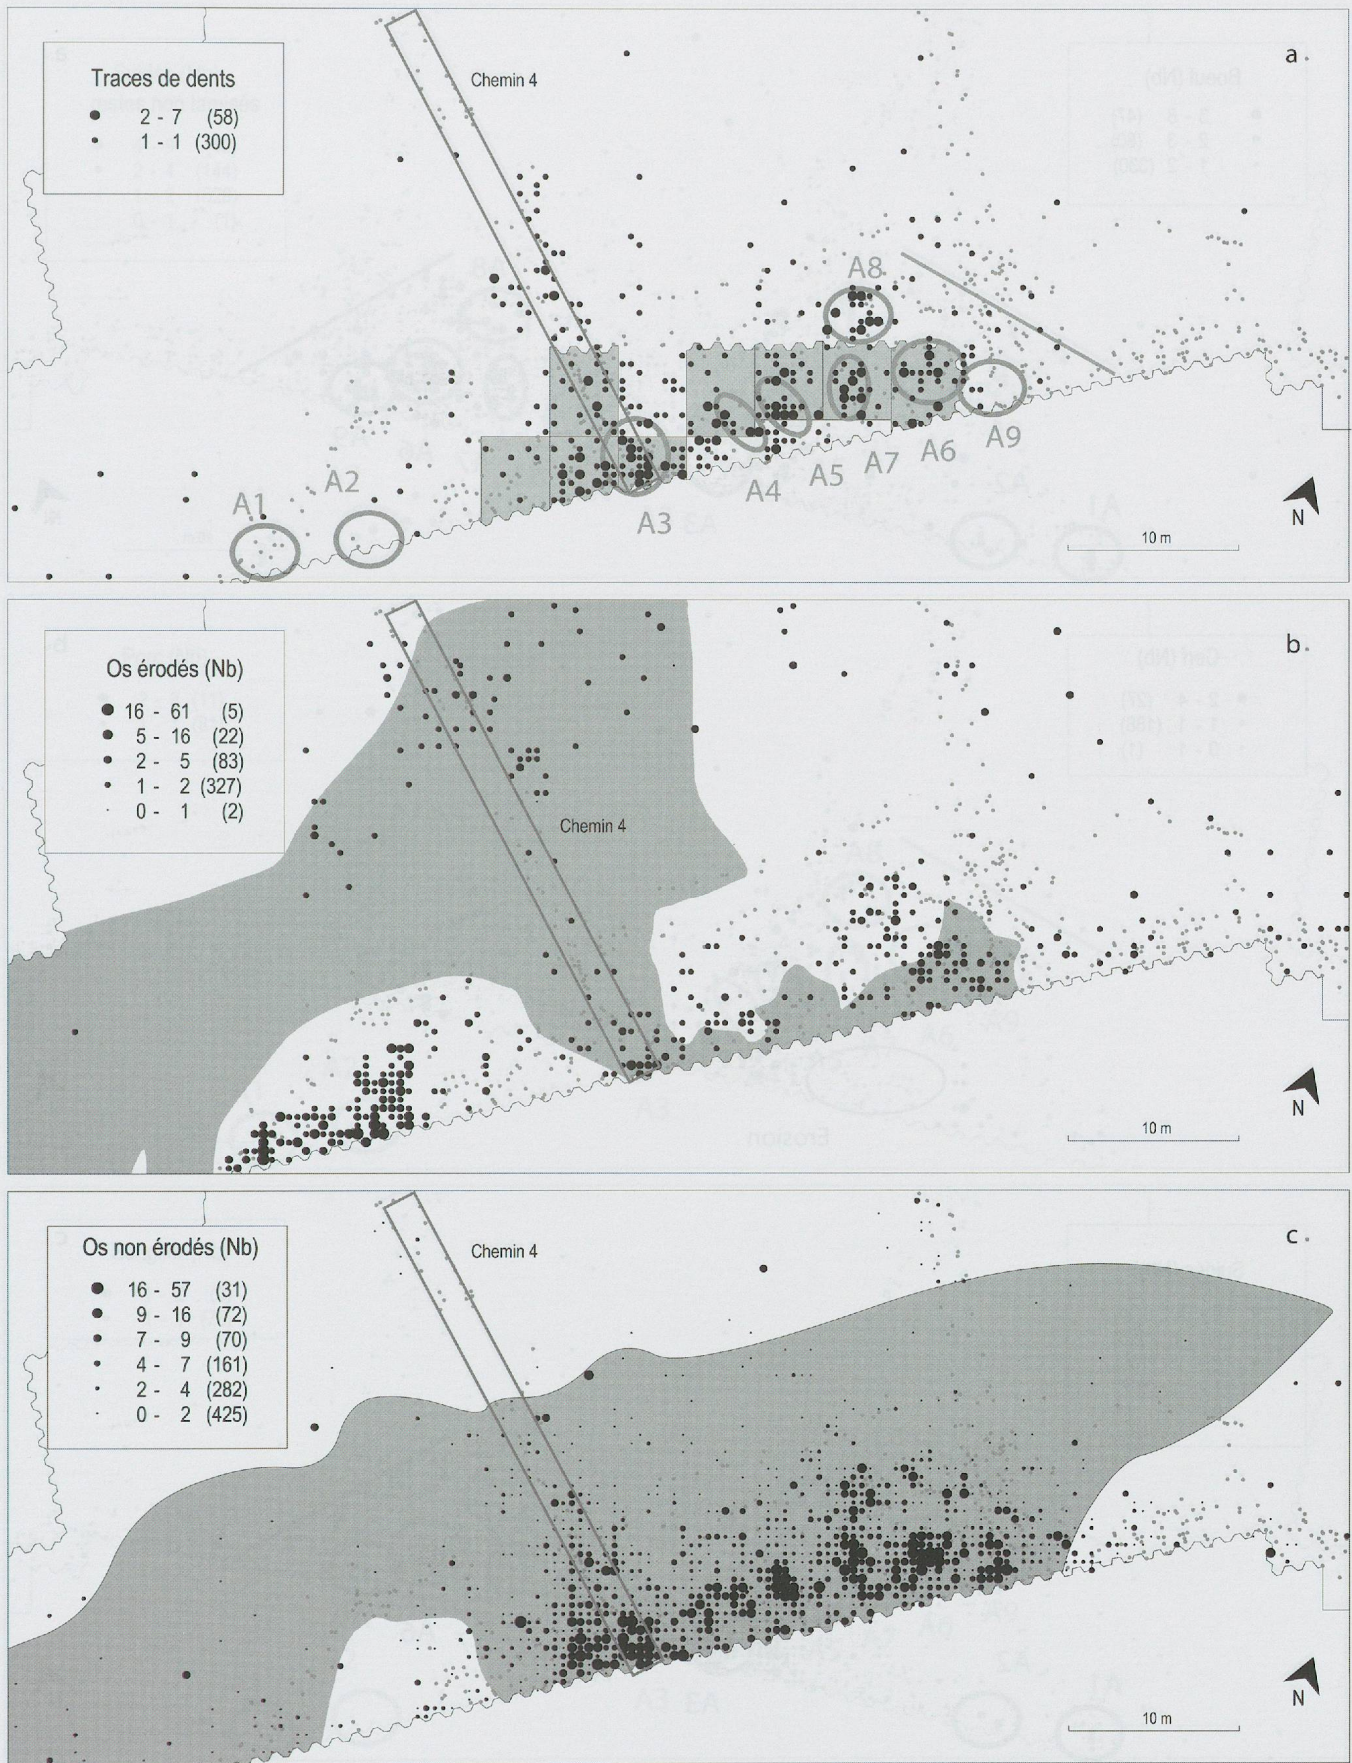 a
Traces de dents
2 - 7 (58)
1 - 1 (300)
Chemin 4
A8
A1
A2
A3
A4
A5
A7
A6
A9
N
10 m
b
Os érodés (Nb)
16 - 61 (5)
5 - 16 (22)
2 - 5 (83)
1 - 2 (327)
0 - 1 (2)
Chemin 4
N
10 m
c
Os non érodés (Nb)
16 - 57 (31)
9 - 16 (72)
7 - 9 (70)
4 - 7 (161)
2 - 4 (282)
0 - 2 (425)
Chemin 4
N
10 m